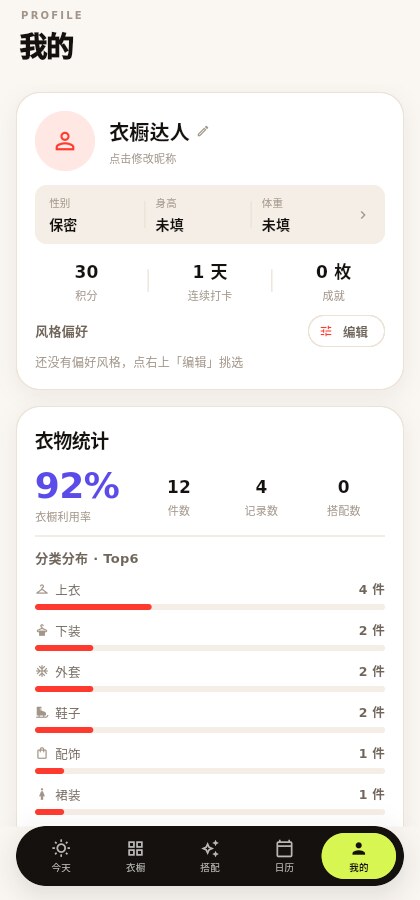 PROFILE
我的
衣橱达人
点击修改昵称
性别 身高 体重
保密 未填 未填
30 1 天 0 枚
积分 连续打卡 成就
风格偏好 编辑
还没有偏好风格，点右上「编辑」挑选
衣物统计
92% 12 4 0
衣橱利用率 件数 记录数 搭配数
分类分布 · Top6
上衣 4 件
下装 2 件
外套 2 件
鞋子 2 件
配饰 1 件
裙装 1 件
今天 衣橱 搭配 日历 我的